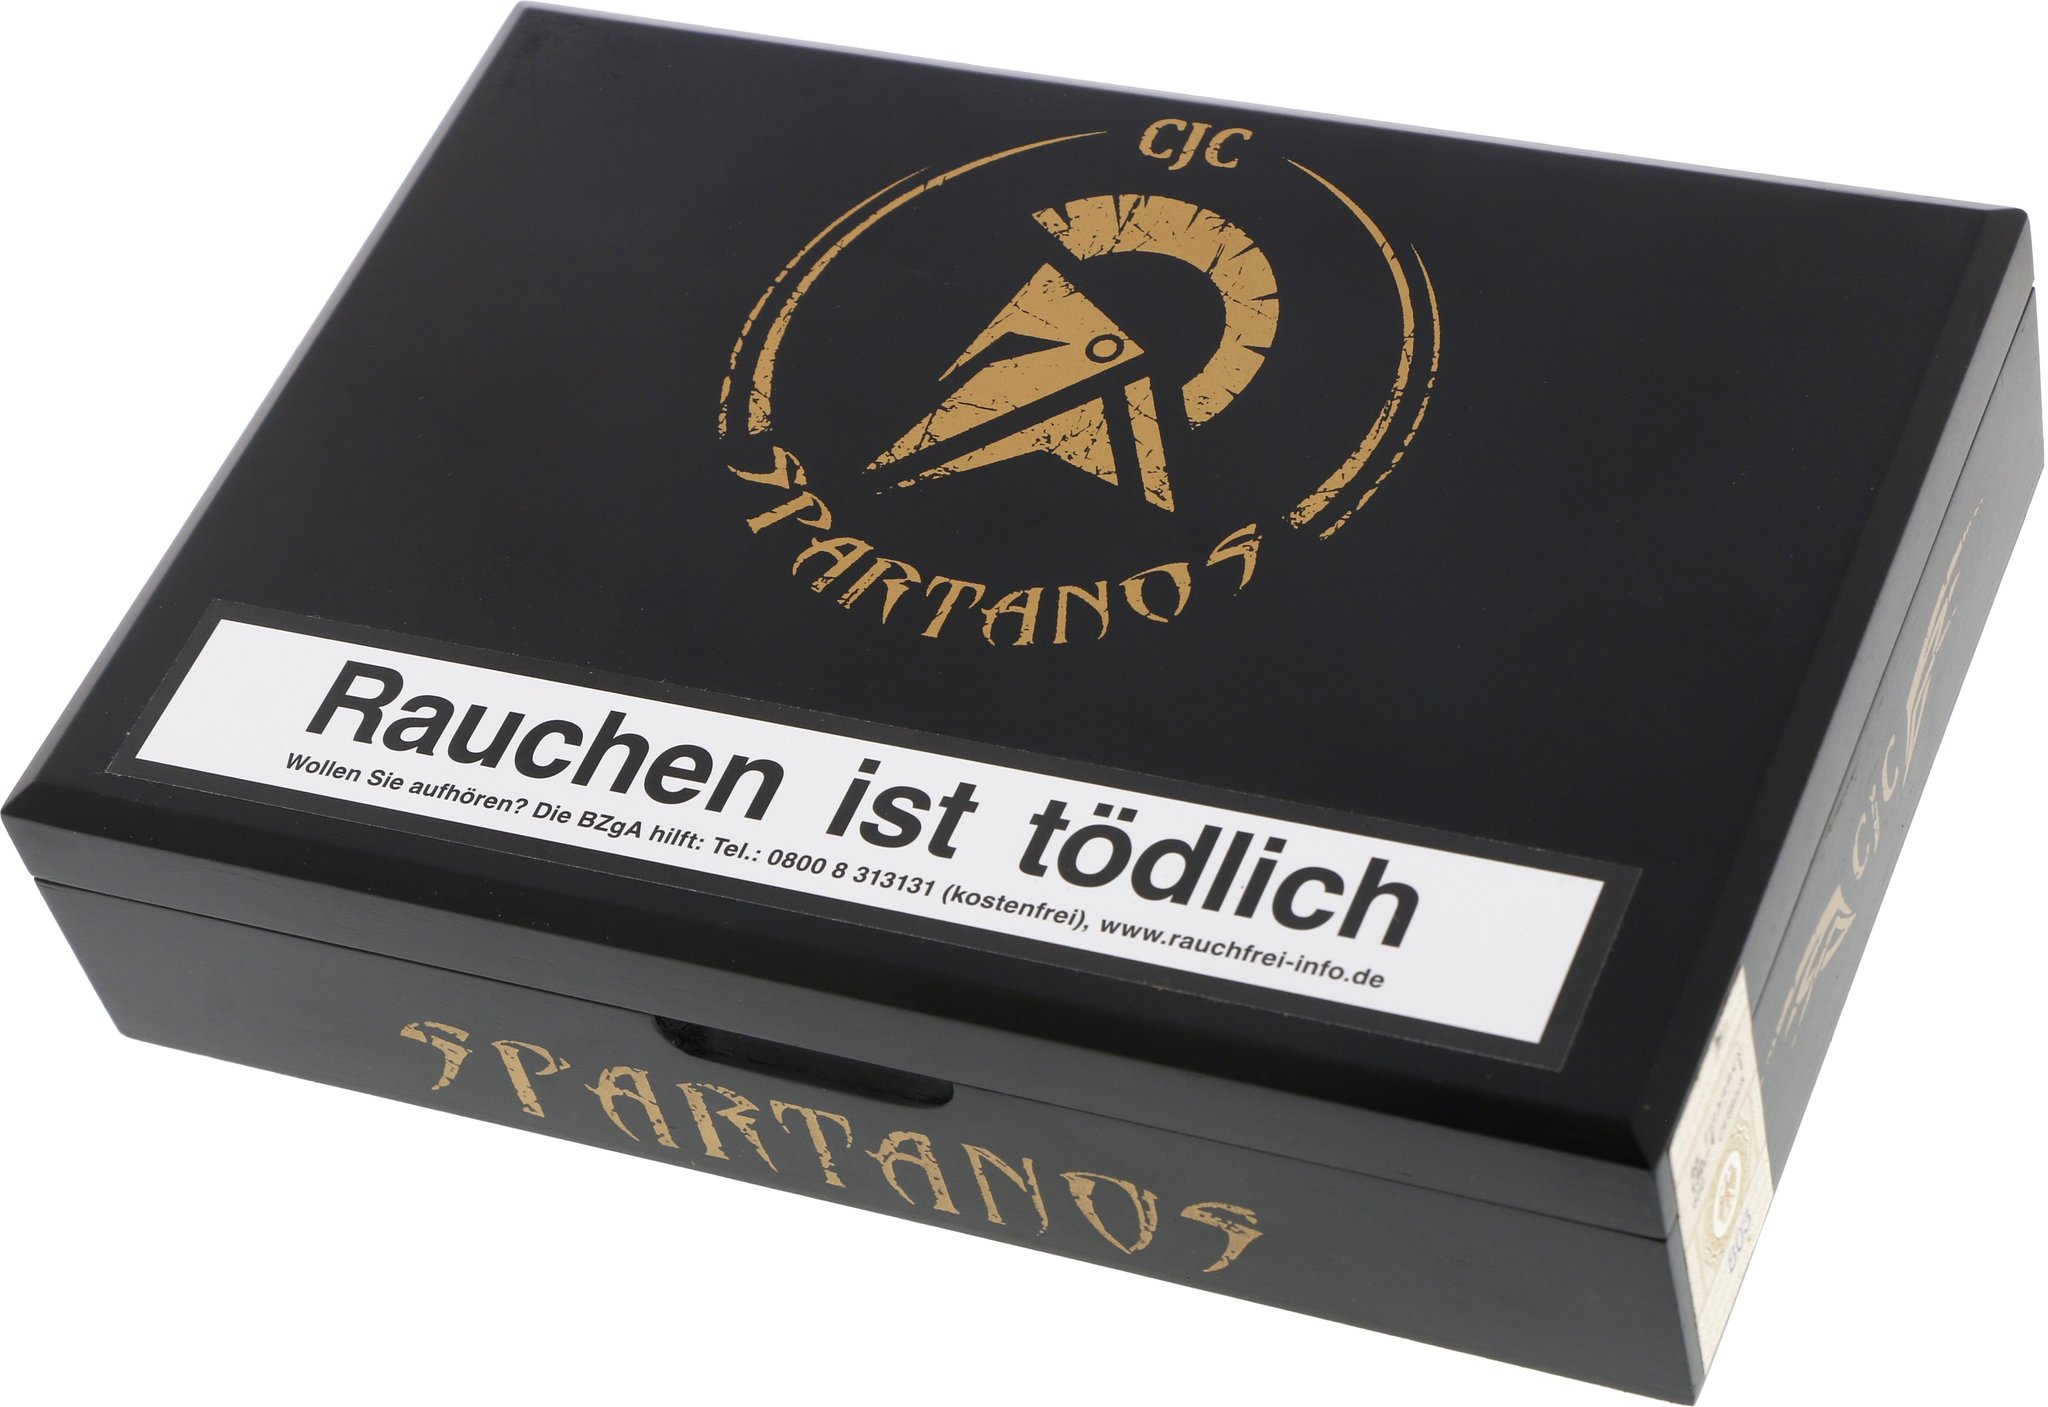 CJC
SPARTANOS
Rauchen ist tödlich
Wollen Sie aufhören? Die BZgA hilft: Tel.: 0800 8 313131 (kostenfrei), www.rauchfrei-info.de
SPARTANOS
CJC